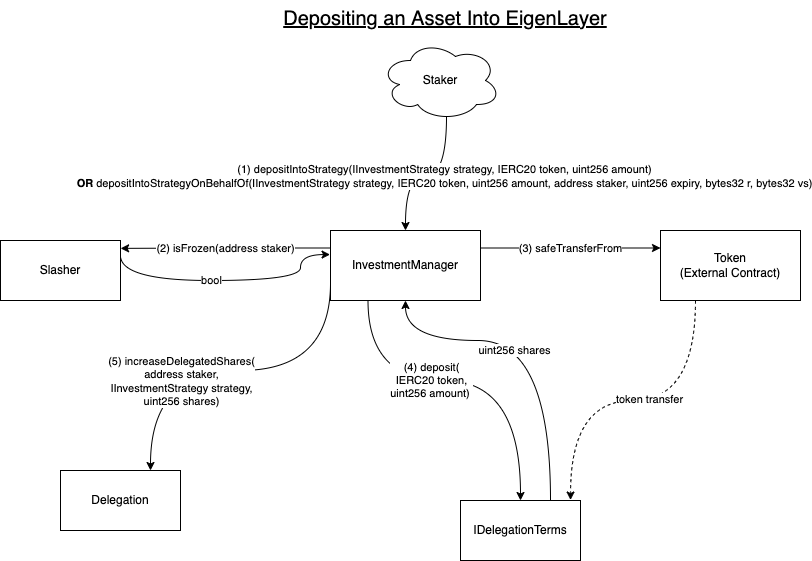 Depositing an Asset Into EigenLayer
Staker
(1) depositIntoStrategy(IInvestmentStrategy strategy, IERC20 token, uint256 amount)
OR depositIntoStrategyOnBehalfOf(IInvestmentStrategy strategy, IERC20 token, uint256 amount, address staker, uint256 expiry, bytes32 r, bytes32 vs)
(2) isFrozen(address staker)
(3) safeTransferFrom
Slasher
InvestmentManager
Token
(External Contract)
bool
uint256 shares
(5) increaseDelegatedShares(
address staker,
IInvestmentStrategy strategy,
uint256 shares)
(4) deposit(
IERC20 token,
uint256 amount)
token transfer
Delegation
IDelegationTerms